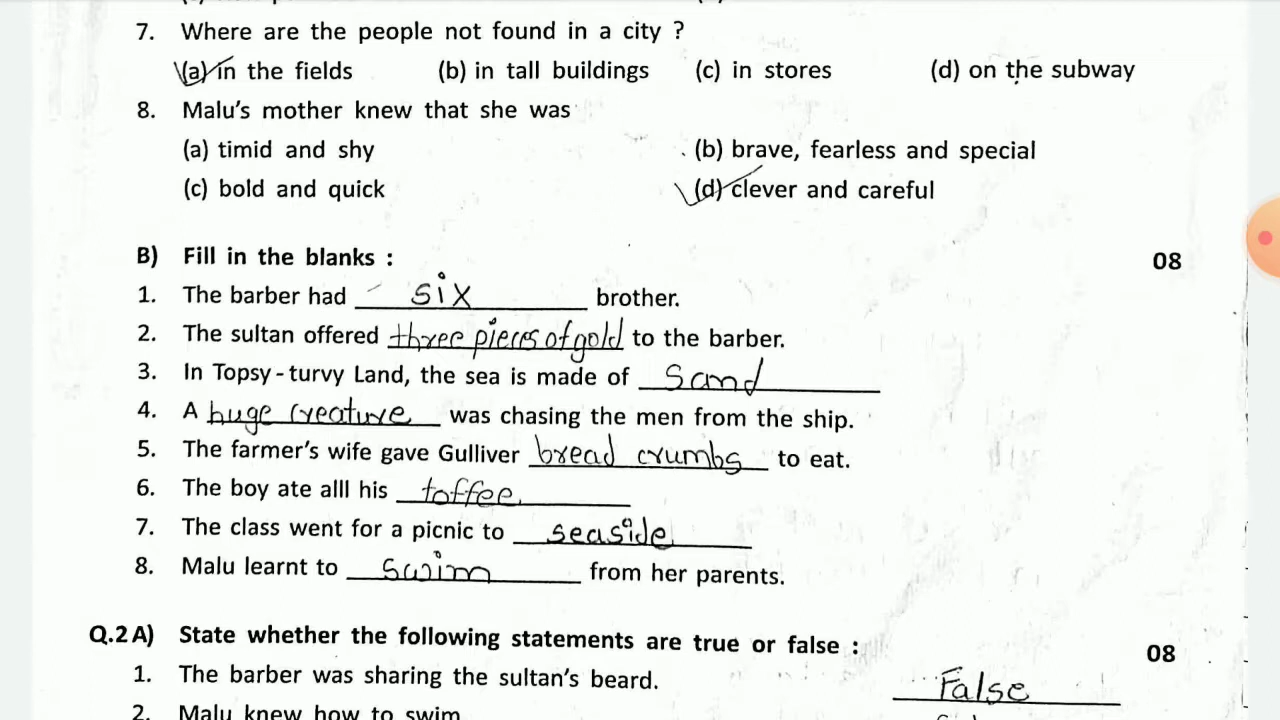 7. Where are the people not found in a city ?
(a) in the fields (b) in tall buildings (c) in stores (d) on the subway
8. Malu's mother knew that she was
(a) timid and shy (b) brave, fearless and special
(c) bold and quick (d) clever and careful
B) Fill in the blanks : 08
1. The barber had six brother.
2. The sultan offered three pieces of gold to the barber.
3. In Topsy-turvy Land, the sea is made of Sand
4. A huge creature was chasing the men from the ship.
5. The farmer's wife gave Gulliver bread crumbs to eat.
6. The boy ate alll his toffee.
7. The class went for a picnic to seaside
8. Malu learnt to swim from her parents.
Q.2 A) State whether the following statements are true or false : 08
1. The barber was sharing the sultan's beard. False
2. Malu knew how to swim